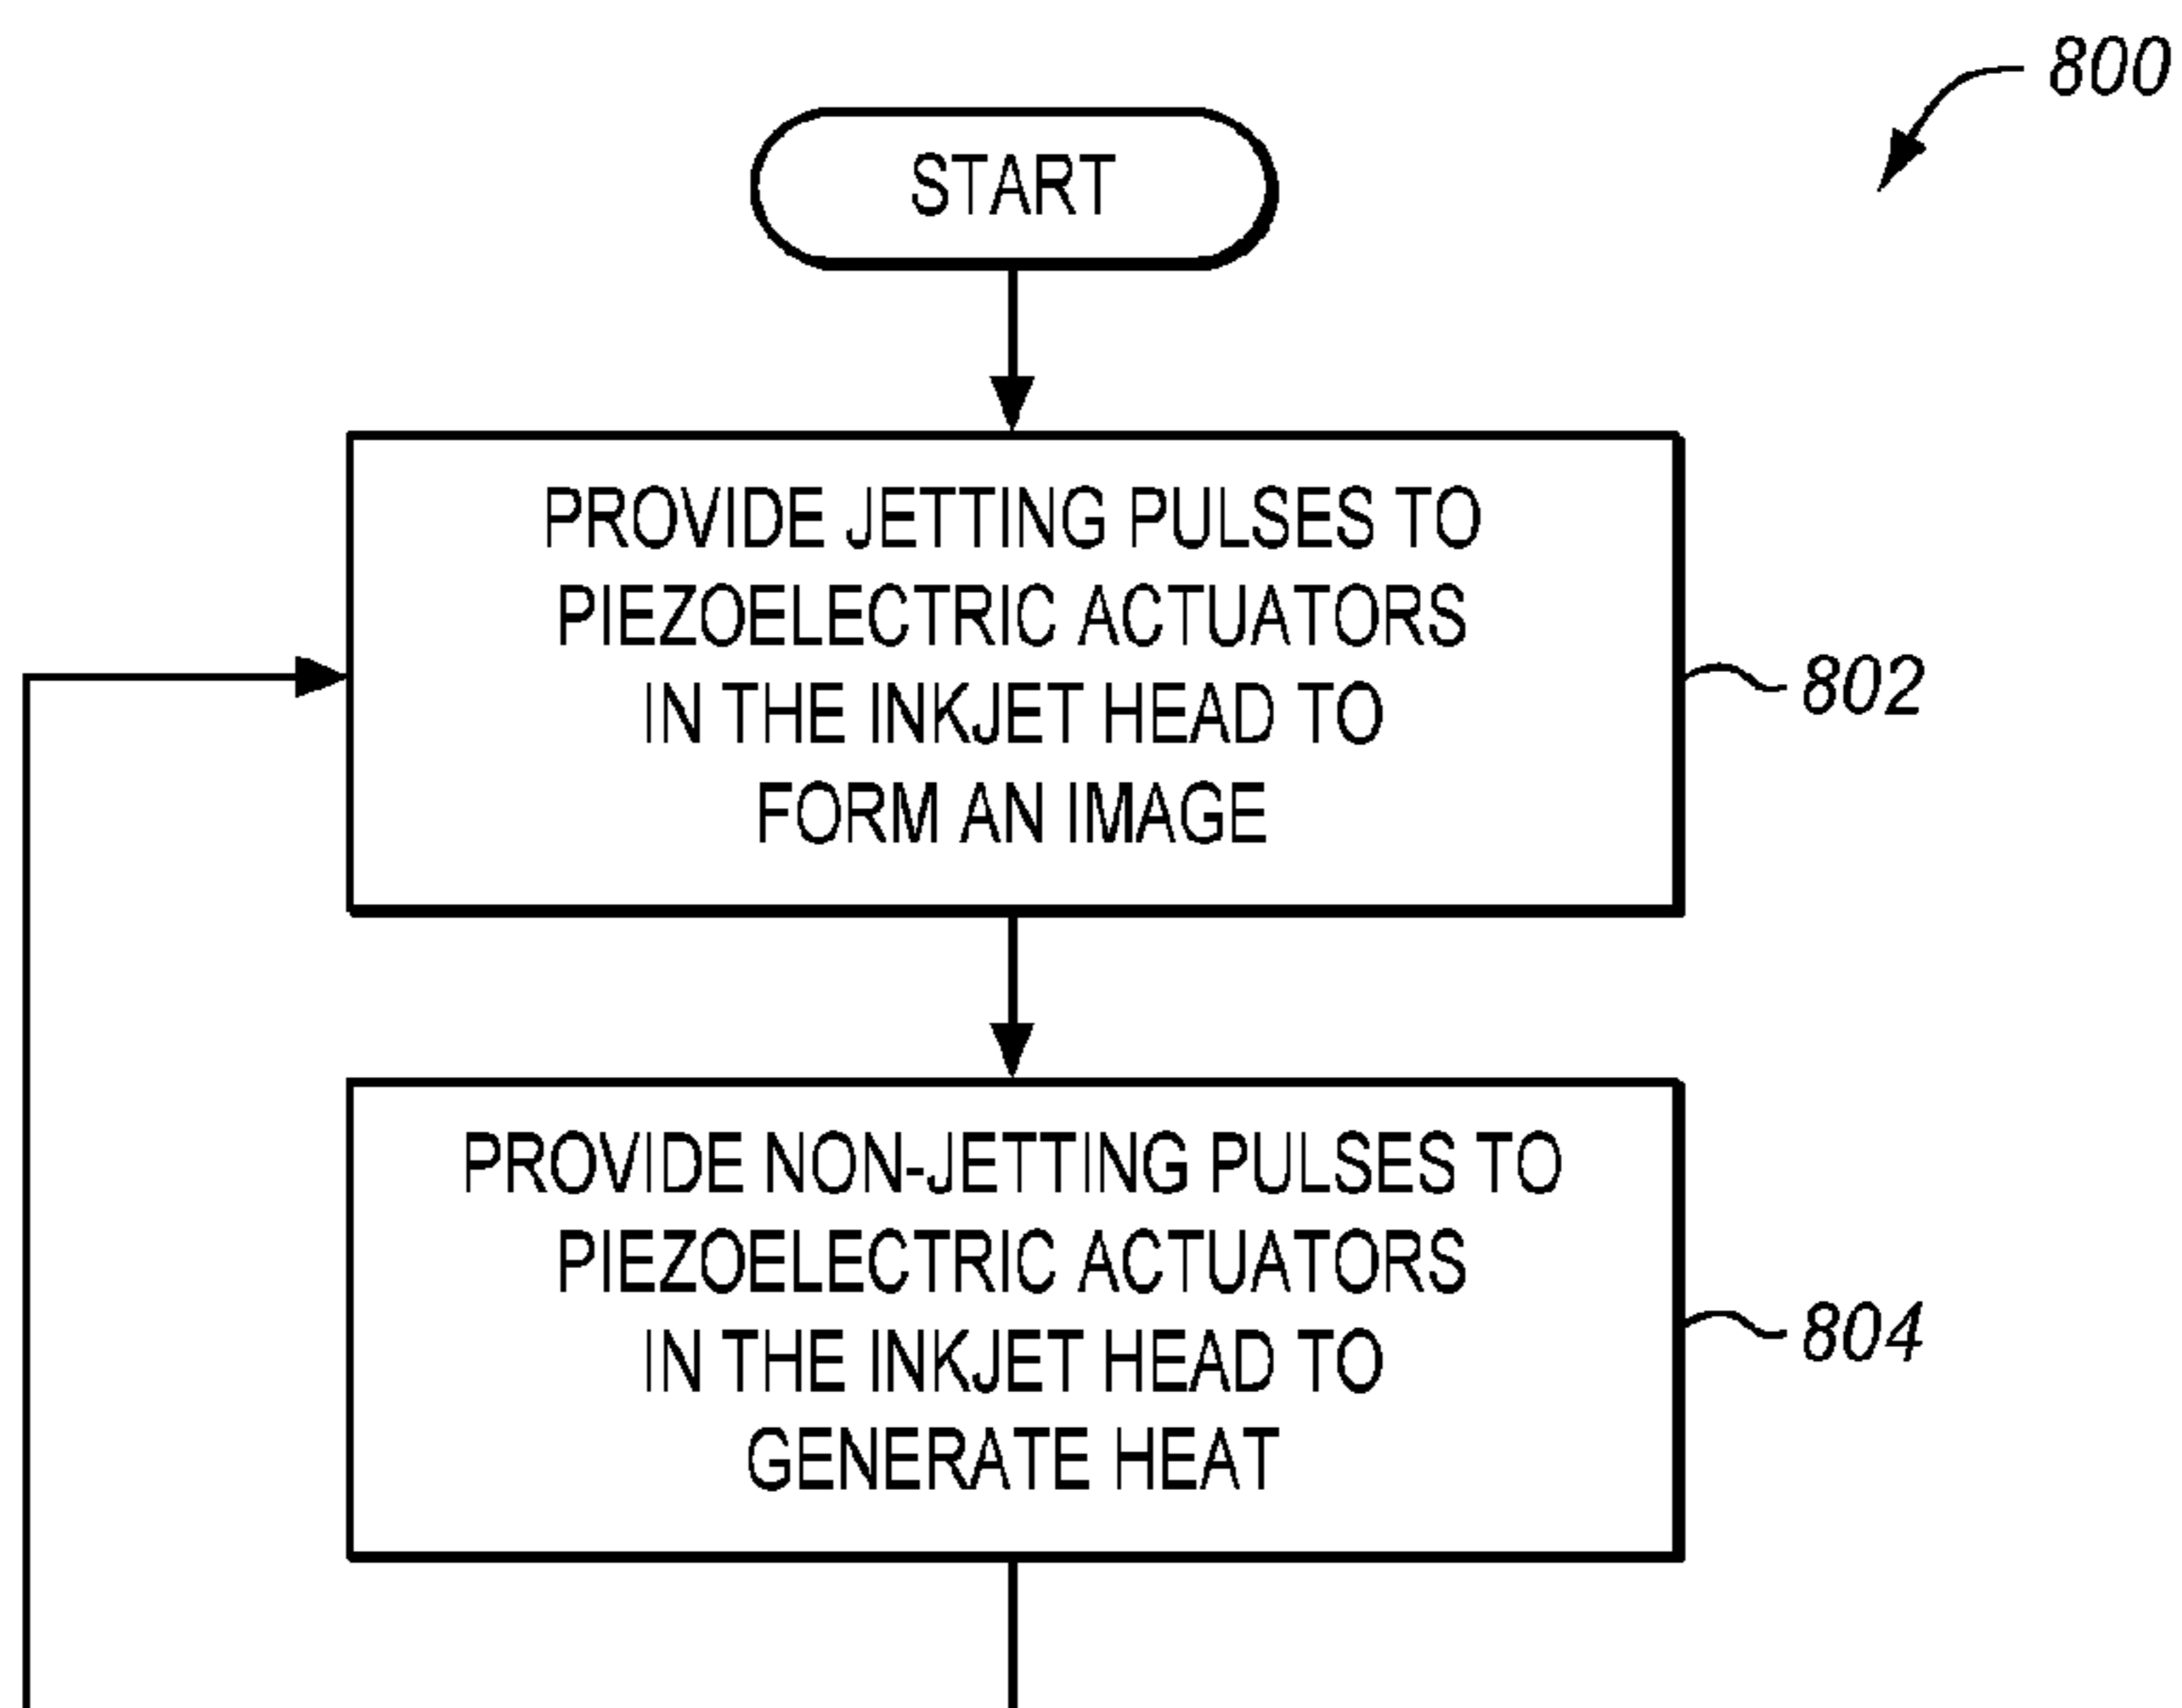 800
START
PROVIDE JETTING PULSES TO
PIEZOELECTRIC ACTUATORS
IN THE INKJET HEAD TO
FORM AN IMAGE
802
PROVIDE NON-JETTING PULSES TO
PIEZOELECTRIC ACTUATORS
IN THE INKJET HEAD TO
GENERATE HEAT
804